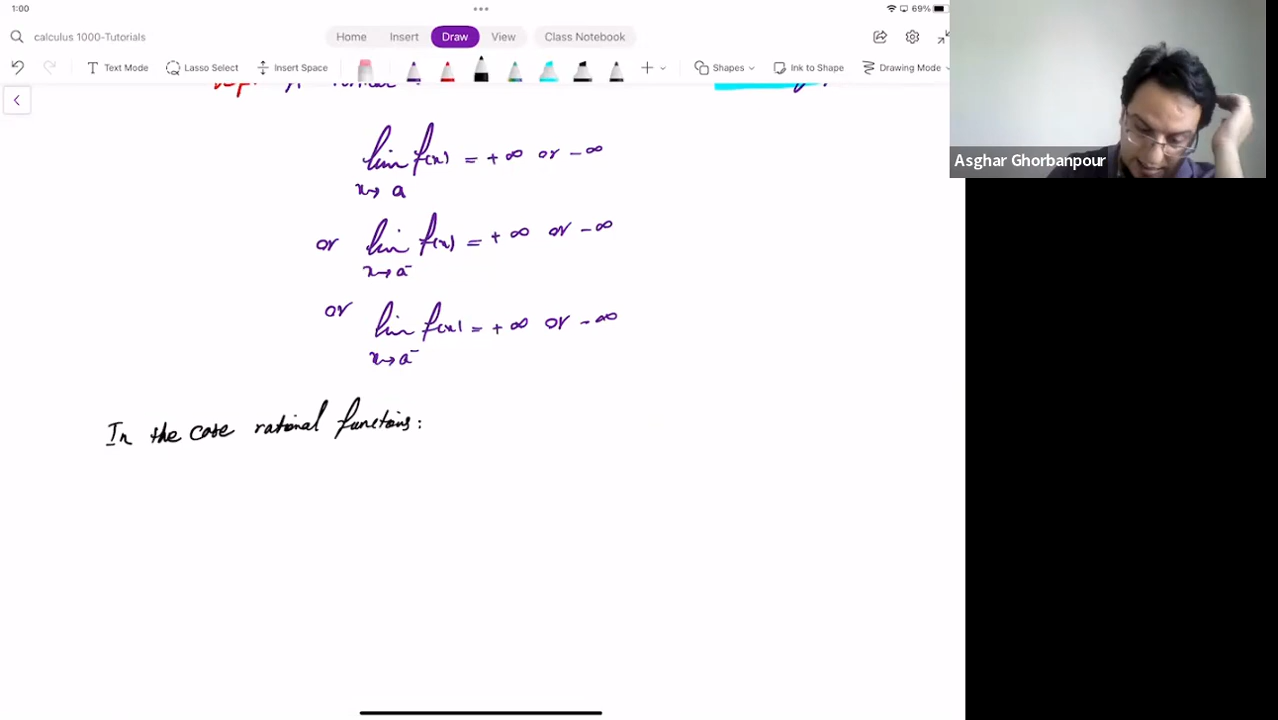 1:00
69%
calculus 1000-Tutorials
Home Insert Draw View Class Notebook
Text Mode Lasso Select Insert Space Shapes Ink to Shape Drawing Mode
Asghar Ghorbanpour
lim f(x) = +∞ or -∞
x→a
or lim f(x) = +∞ or -∞
x→a⁻
or lim f(x) = +∞ or -∞
x→a⁻
In the case rational functions: